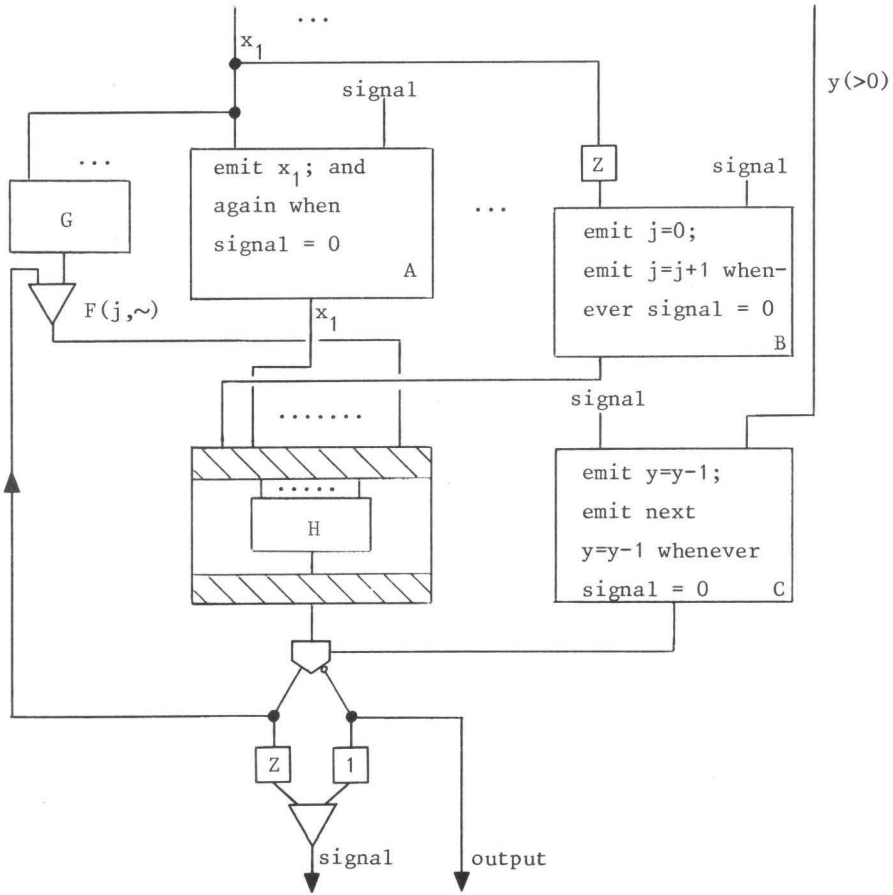 ...
x1
y(>0)
signal
...
Z
signal
emit x1; and
again when
signal = 0
A
...
G
emit j=0;
emit j=j+1 when-
ever signal = 0
B
F(j,~)
x1
signal
.......
emit y=y-1;
emit next
y=y-1 whenever
signal = 0
C
.....
H
Z
1
signal
output